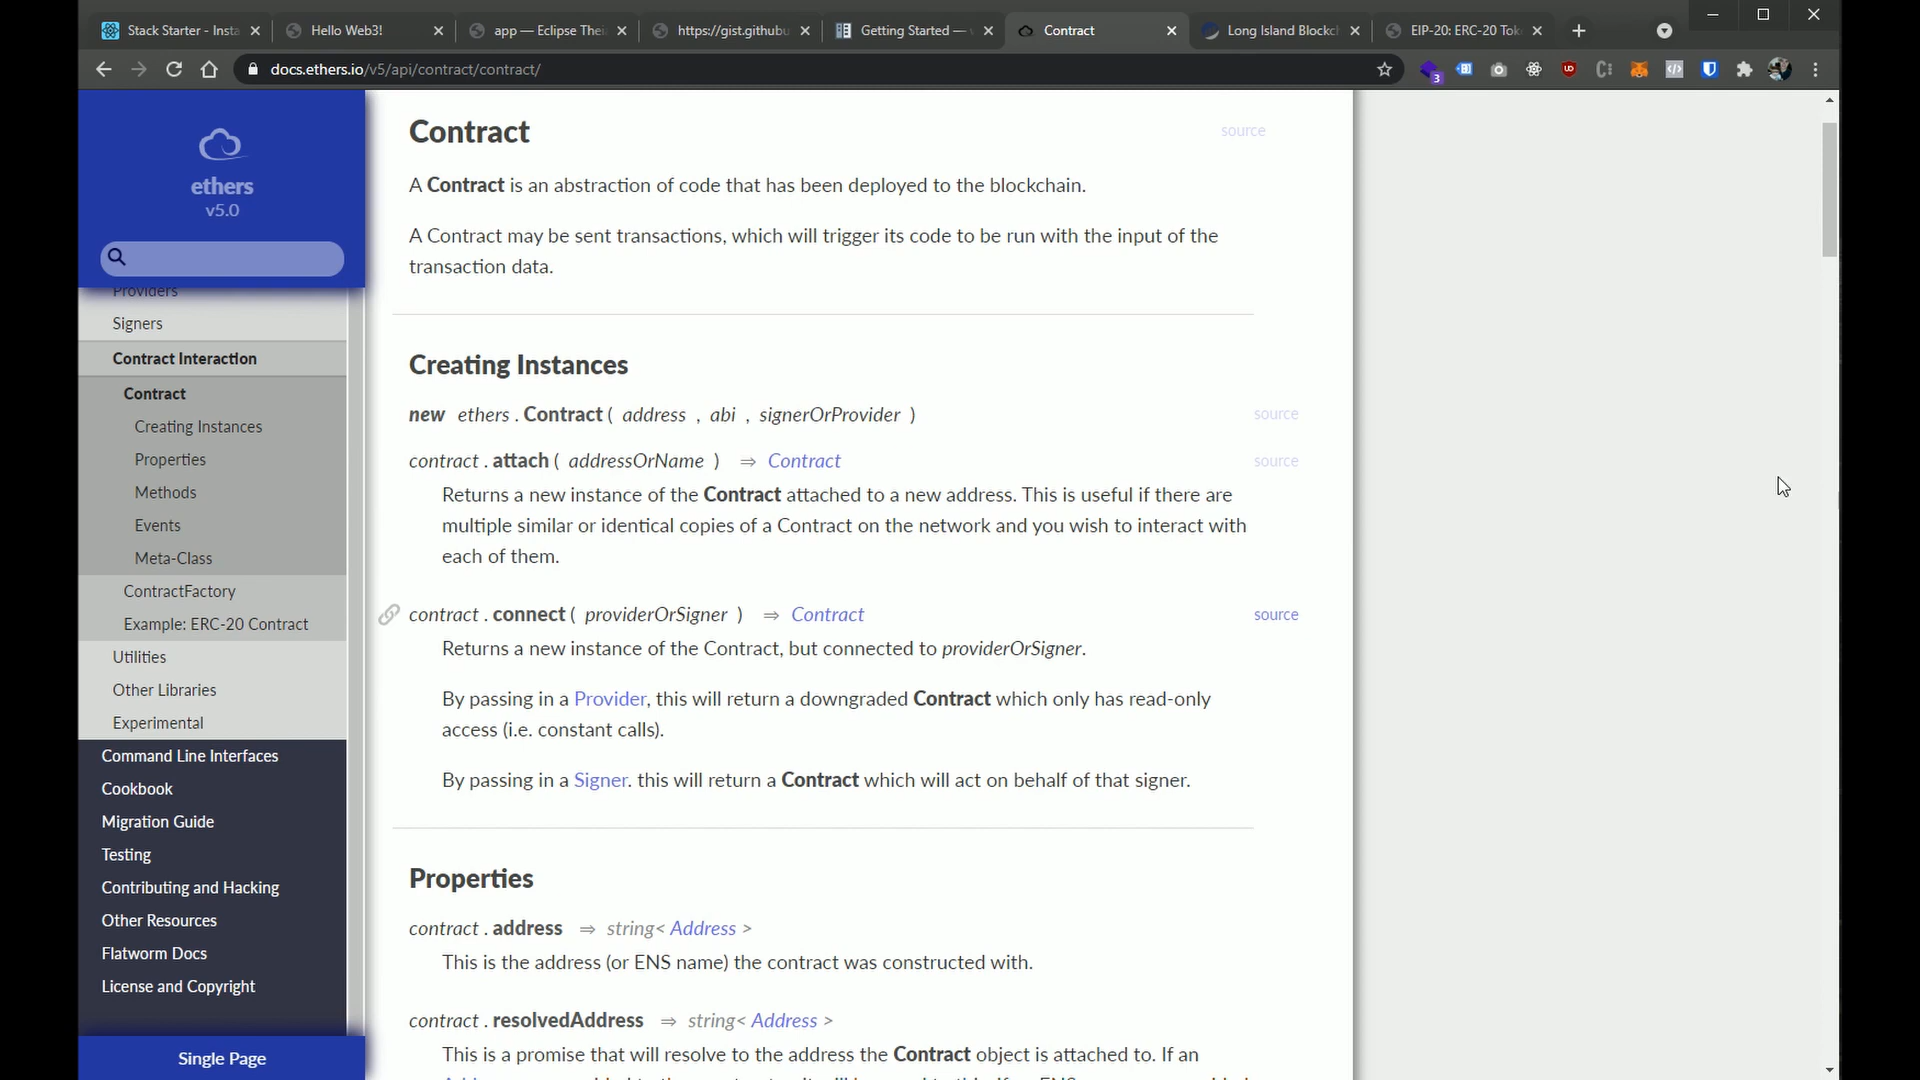 Stack Starter - Insta
Hello Web3!
app — Eclipse Thei
https://gist.githubu
Getting Started —
Contract
Long Island Blockch
EIP-20: ERC-20 Tok
docs.ethers.io/v5/api/contract/contract/
3
ethers
v5.0
Providers
Signers
Contract Interaction
Contract
Creating Instances
Properties
Methods
Events
Meta-Class
ContractFactory
Example: ERC-20 Contract
Utilities
Other Libraries
Experimental
Command Line Interfaces
Cookbook
Migration Guide
Testing
Contributing and Hacking
Other Resources
Flatworm Docs
License and Copyright
Single Page
Contract source
A Contract is an abstraction of code that has been deployed to the blockchain.
A Contract may be sent transactions, which will trigger its code to be run with the input of the
transaction data.
Creating Instances
new ethers . Contract ( address , abi , signerOrProvider ) source
contract . attach ( addressOrName ) ⇒ Contract source
Returns a new instance of the Contract attached to a new address. This is useful if there are
multiple similar or identical copies of a Contract on the network and you wish to interact with
each of them.
contract . connect ( providerOrSigner ) ⇒ Contract source
Returns a new instance of the Contract, but connected to providerOrSigner.
By passing in a Provider, this will return a downgraded Contract which only has read-only
access (i.e. constant calls).
By passing in a Signer. this will return a Contract which will act on behalf of that signer.
Properties
contract . address ⇒ string< Address >
This is the address (or ENS name) the contract was constructed with.
contract . resolvedAddress ⇒ string< Address >
This is a promise that will resolve to the address the Contract object is attached to. If an